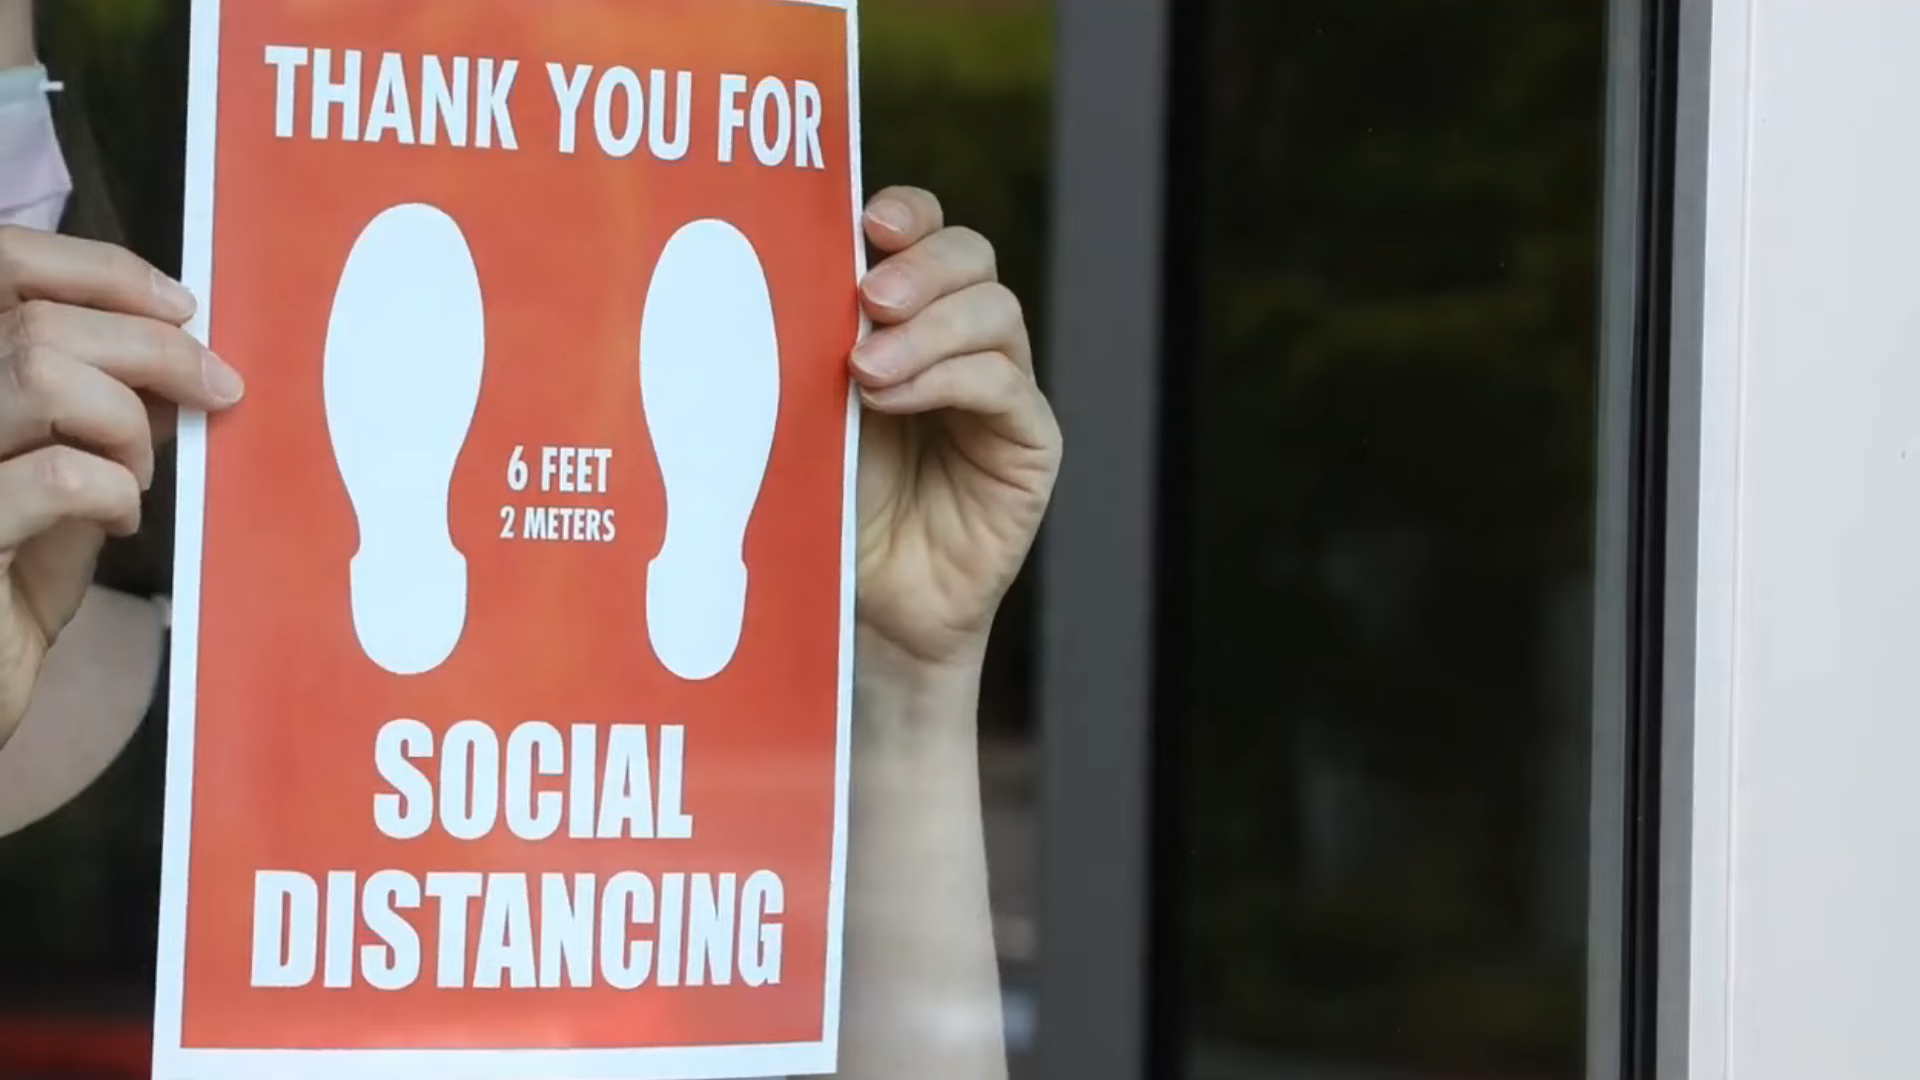 THANK YOU FOR
6 FEET
2 METERS
SOCIAL
DISTANCING